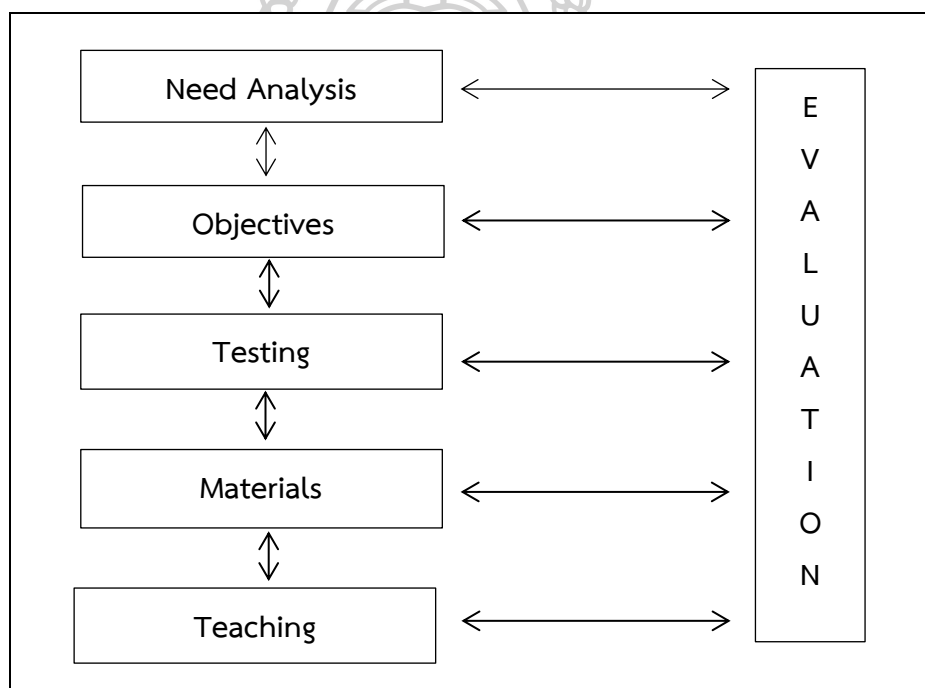 Need Analysis
Objectives
Testing
Materials
Teaching
E
V
A
L
U
A
T
I
O
N